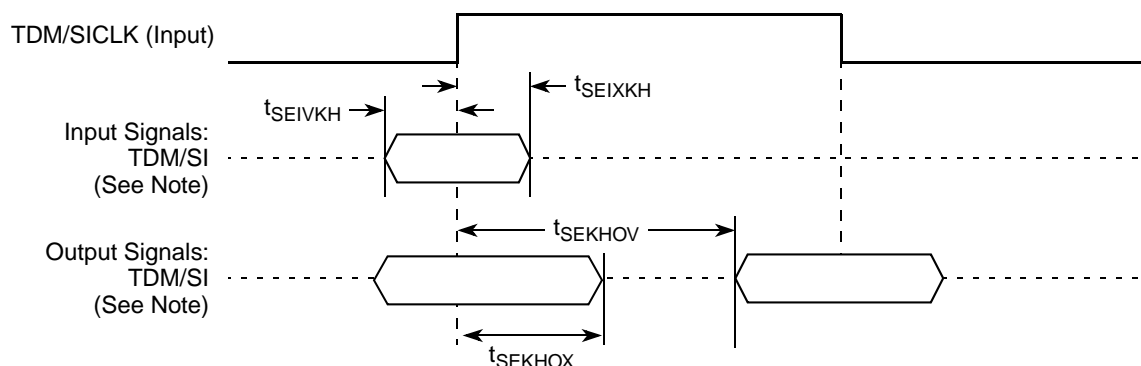 TDM/SICLK (Input)
tSEIXKH
tSEIVKH
Input Signals:
TDM/SI
(See Note)
tSEKHOV
Output Signals:
TDM/SI
(See Note)
tSEKHOX